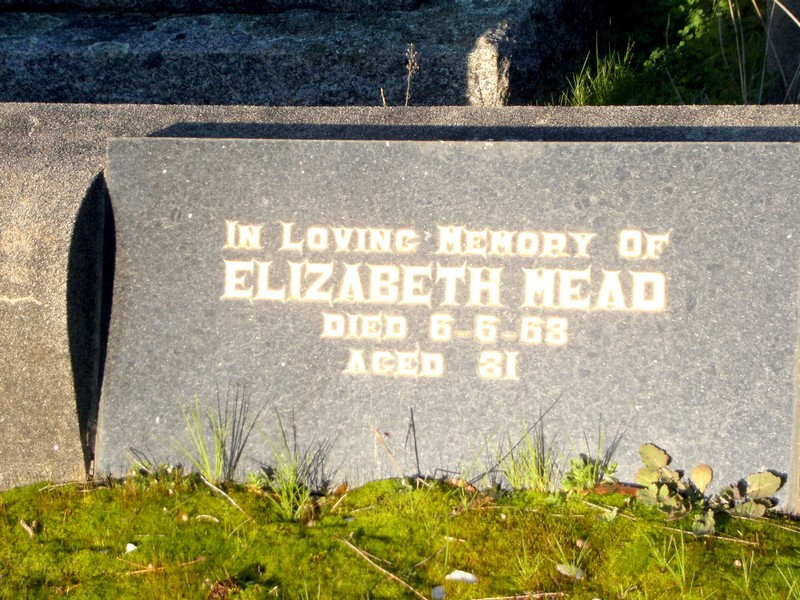 In Loving Memory Of
ELIZABETH MEAD
DIED 6-6-68
AGED 81